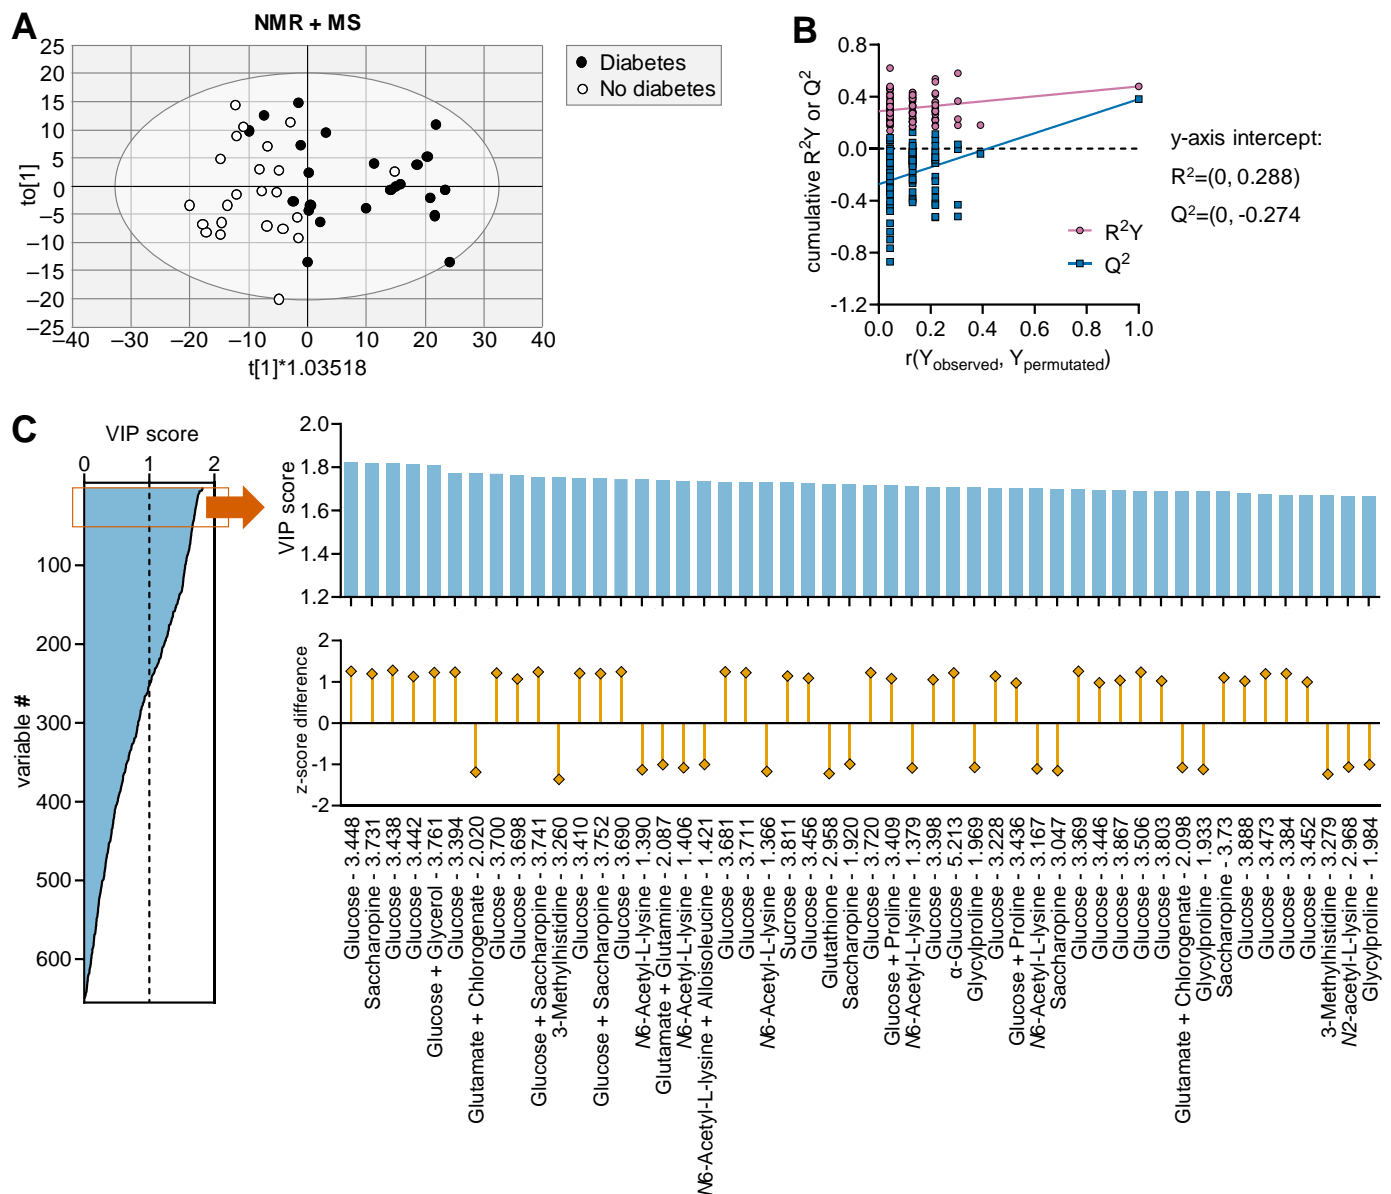 A
NMR + MS
25
20
15
10
5
0
–5
–10
–15
–20
–25
to[1]
–40
–30
–20
–10
0
10
20
30
40
t[1]*1.03518
Diabetes
No diabetes
B
0.8
0.4
0.0
-0.4
-0.8
-1.2
cumulative R²Y or Q²
0.0
0.2
0.4
0.6
0.8
1.0
r(Yobserved, Ypermutated)
R²Y
Q²
y-axis intercept:
R²=(0, 0.288)
Q²=(0, -0.274
C
VIP score
0
1
2
100
200
300
400
500
600
variable #
2.0
1.8
1.6
1.4
1.2
VIP score
2
1
0
-1
-2
z-score difference
Glucose - 3.448
Saccharopine - 3.731
Glucose - 3.438
Glucose - 3.442
Glucose + Glycerol - 3.761
Glucose - 3.394
Glutamate + Chlorogenate - 2.020
Glucose - 3.700
Glucose - 3.698
Glucose + Saccharopine - 3.741
3-Methylhistidine - 3.260
Glucose - 3.410
Glucose + Saccharopine - 3.752
Glucose - 3.690
N6-Acetyl-L-lysine - 1.390
Glutamate + Glutamine - 2.087
N6-Acetyl-L-lysine - 1.406
N6-Acetyl-L-lysine + Alloisoleucine - 1.421
Glucose - 3.681
Glucose - 3.711
N6-Acetyl-L-lysine - 1.366
Sucrose - 3.811
Glucose - 3.456
Glutathione - 2.958
Saccharopine - 1.920
Glucose - 3.720
Glucose + Proline - 3.409
N6-Acetyl-L-lysine - 1.379
Glucose - 3.398
α-Glucose - 5.213
Glycylproline - 1.969
Glucose - 3.228
Glucose + Proline - 3.436
N6-Acetyl-L-lysine - 3.167
Saccharopine - 3.047
Glucose - 3.369
Glucose - 3.446
Glucose - 3.867
Glucose - 3.506
Glucose - 3.803
Glutamate + Chlorogenate - 2.098
Glycylproline - 1.933
Saccharopine - 3.73
Glucose - 3.888
Glucose - 3.473
Glucose - 3.384
Glucose - 3.452
3-Methylhistidine - 3.279
N2-acetyl-L-lysine - 2.968
Glycylproline - 1.984